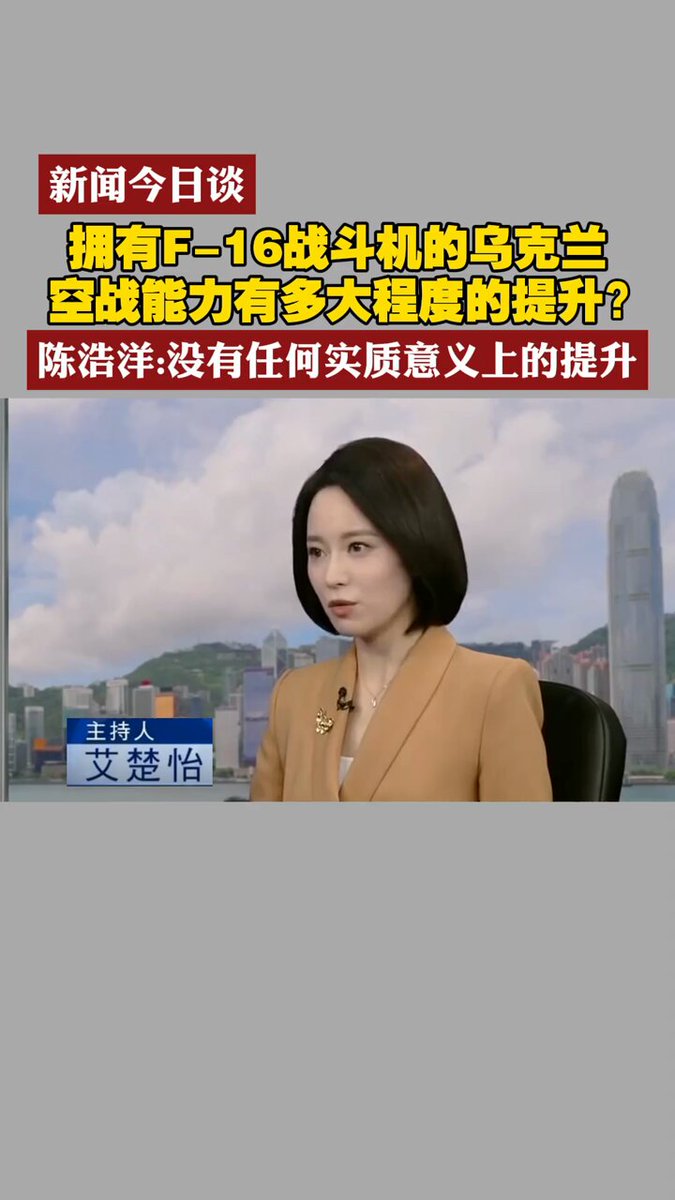 新闻今日谈
拥有F-16战斗机的乌克兰
空战能力有多大程度的提升?
陈浩洋:没有任何实质意义上的提升
主持人
艾楚怡